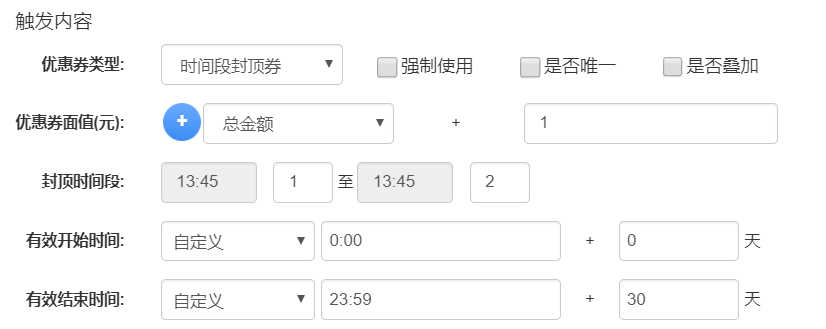 触发内容
优惠券类型: 时间段封顶券 强制使用 是否唯一 是否叠加
优惠券面值(元): + 总金额 + 1
封顶时间段: 13:45 1 至 13:45 2
有效开始时间: 自定义 0:00 + 0 天
有效结束时间: 自定义 23:59 + 30 天